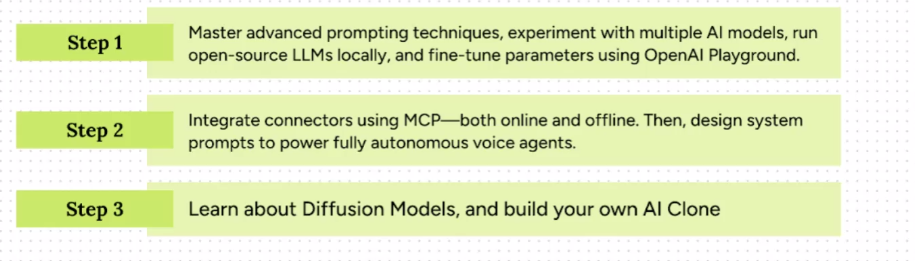 Step 1
Master advanced prompting techniques, experiment with multiple AI models, run
open-source LLMs locally, and fine-tune parameters using OpenAI Playground.
Step 2
Integrate connectors using MCP—both online and offline. Then, design system
prompts to power fully autonomous voice agents.
Step 3
Learn about Diffusion Models, and build your own AI Clone